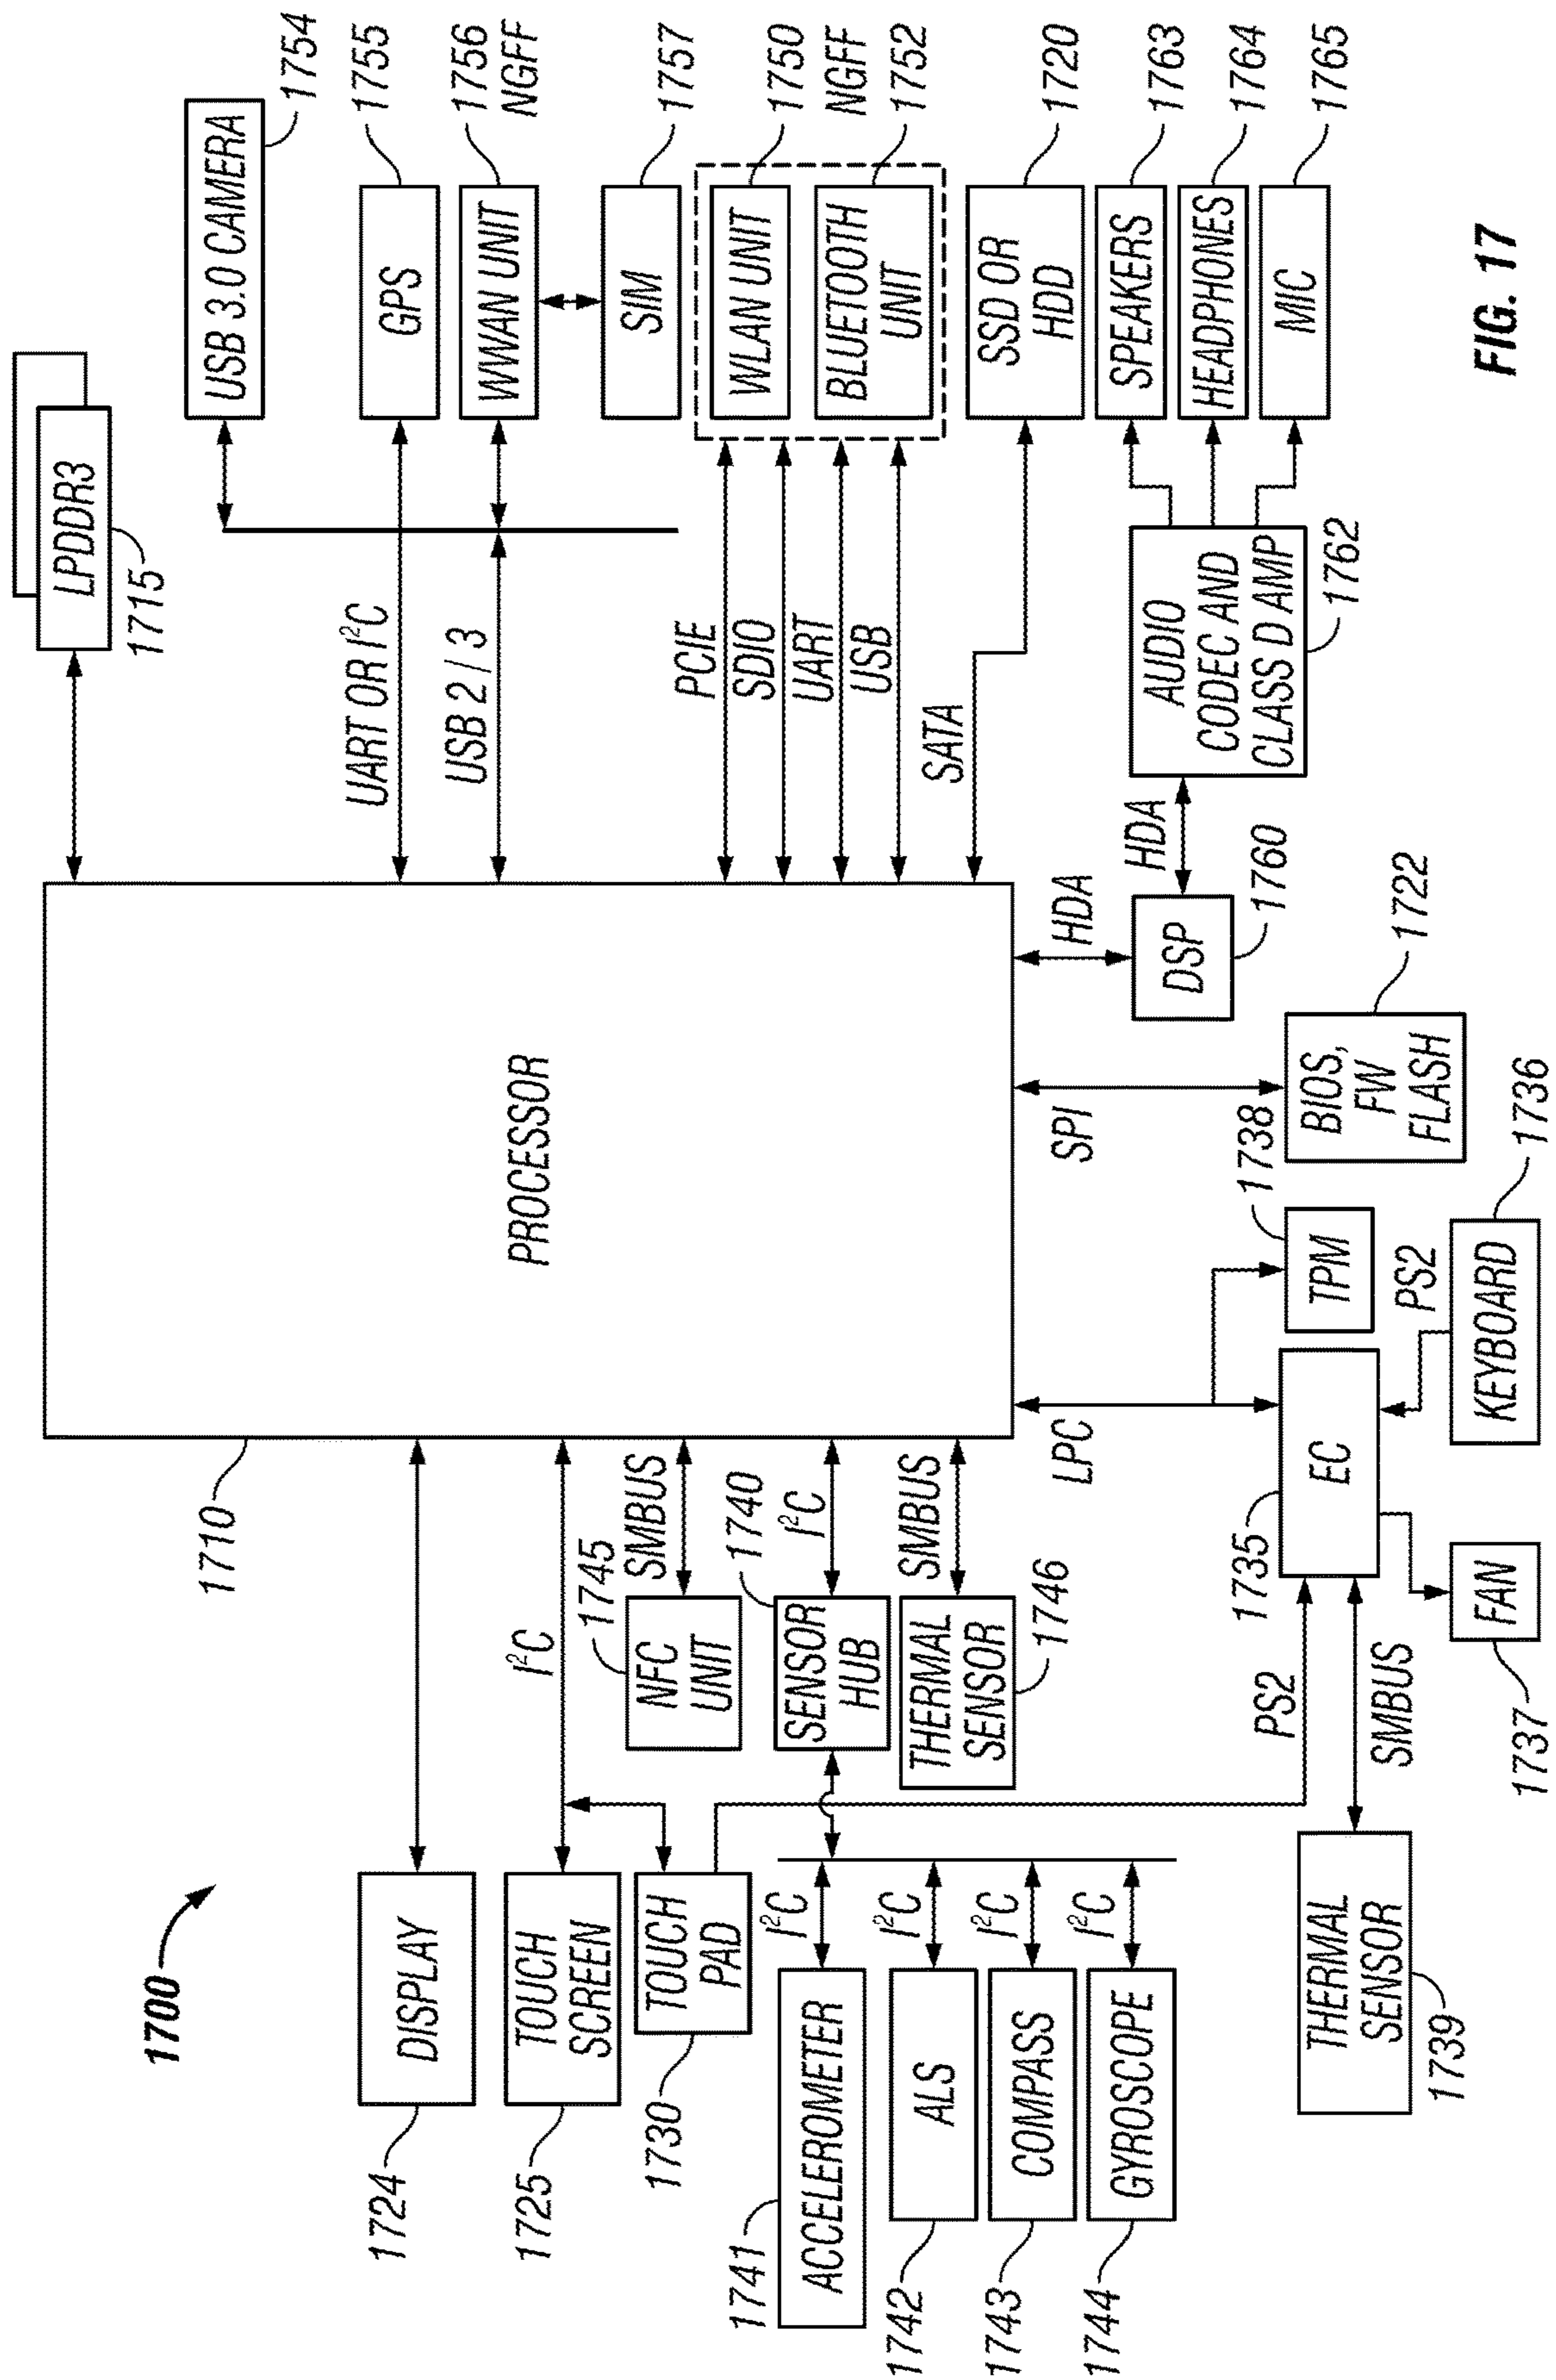 1700
LPDDR3
1715
USB 3.0 CAMERA
1754
1710
PROCESSOR
DISPLAY
1724
I²C
TOUCH
SCREEN
1725
TOUCH
PAD
1730
SMBUS
1745
NFC
UNIT
1740
I²C
SENSOR
HUB
SMBUS
THERMAL
SENSOR
1746
I²C
ACCELEROMETER
1741
I²C
ALS
1742
I²C
COMPASS
1743
I²C
GYROSCOPE
1744
UART OR I²C
GPS
1755
USB 2 / 3
WWAN UNIT
1756
NGFF
SIM
1757
PCIE
SDIO
UART
USB
WLAN UNIT
1750
NGFF
BLUETOOTH
UNIT
1752
SATA
SSD OR
HDD
1720
SPEAKERS
1763
HEADPHONES
1764
MIC
1765
AUDIO
CODEC AND
CLASS D AMP
1762
HDA
HDA
DSP
1760
SPI
BIOS,
FW
FLASH
1722
LPC
TPM
1738
EC
1735
PS2
KEYBOARD
1736
FAN
1737
PS2
SMBUS
THERMAL
SENSOR
1739
FIG. 17